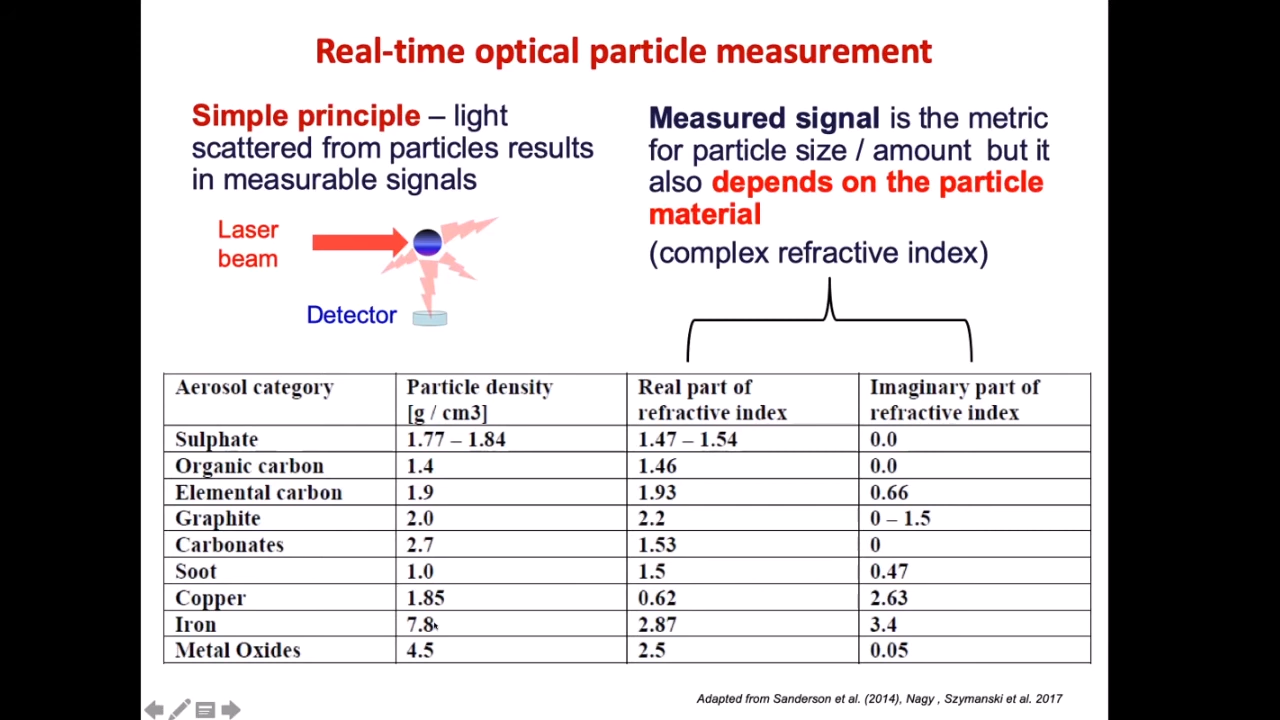 Real-time optical particle measurement
Simple principle – light
scattered from particles results
in measurable signals
Laser
beam
Detector
Measured signal is the metric
for particle size / amount but it
also depends on the particle
material
(complex refractive index)
Aerosol category
Particle density
[g / cm3]
Real part of
refractive index
Imaginary part of
refractive index
Sulphate 1.77 – 1.84 1.47 – 1.54 0.0
Organic carbon 1.4 1.46 0.0
Elemental carbon 1.9 1.93 0.66
Graphite 2.0 2.2 0 – 1.5
Carbonates 2.7 1.53 0
Soot 1.0 1.5 0.47
Copper 1.85 0.62 2.63
Iron 7.8 2.87 3.4
Metal Oxides 4.5 2.5 0.05
Adapted from Sanderson et al. (2014), Nagy , Szymanski et al. 2017